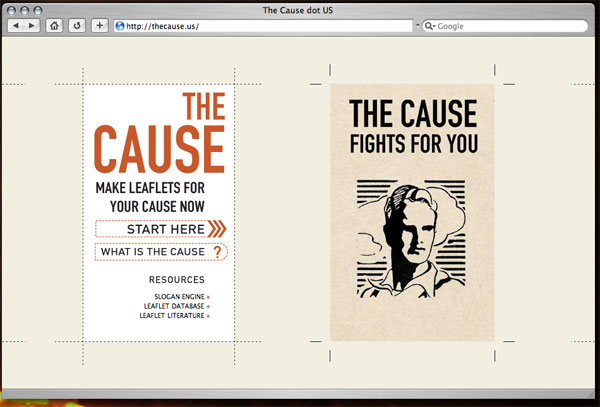 The Cause dot US
http://thecause.us/
Google
THE
CAUSE
MAKE LEAFLETS FOR
YOUR CAUSE NOW
START HERE
WHAT IS THE CAUSE ?
RESOURCES
SLOGAN ENGINE
LEAFLET DATABASE
LEAFLET LITERATURE
THE CAUSE
FIGHTS FOR YOU